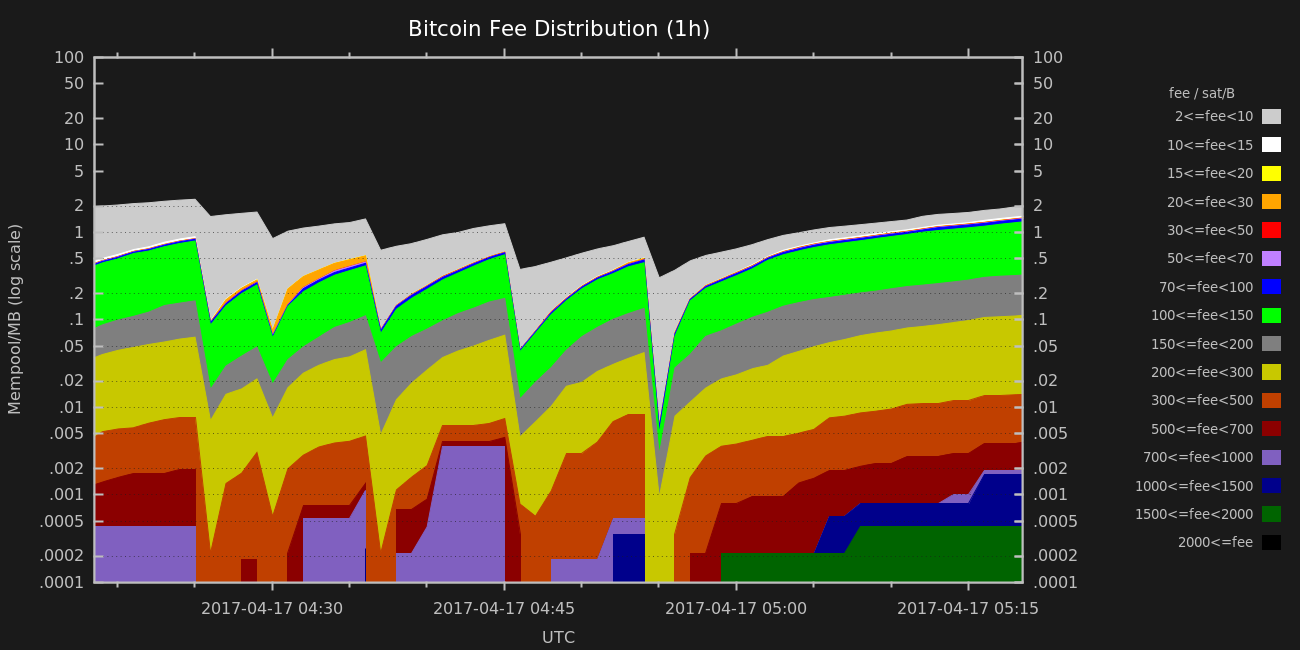 Bitcoin Fee Distribution (1h)
100
50
20
10
5
2
1
.5
.2
.1
.05
.02
.01
.005
.002
.001
.0005
.0002
.0001
Mempool/MB (log scale)
100
50
20
10
5
2
1
.5
.2
.1
.05
.02
.01
.005
.002
.001
.0005
.0002
.0001
2017-04-17 04:30
2017-04-17 04:45
2017-04-17 05:00
2017-04-17 05:15
UTC
fee / sat/B
2<=fee<10
10<=fee<15
15<=fee<20
20<=fee<30
30<=fee<50
50<=fee<70
70<=fee<100
100<=fee<150
150<=fee<200
200<=fee<300
300<=fee<500
500<=fee<700
700<=fee<1000
1000<=fee<1500
1500<=fee<2000
2000<=fee